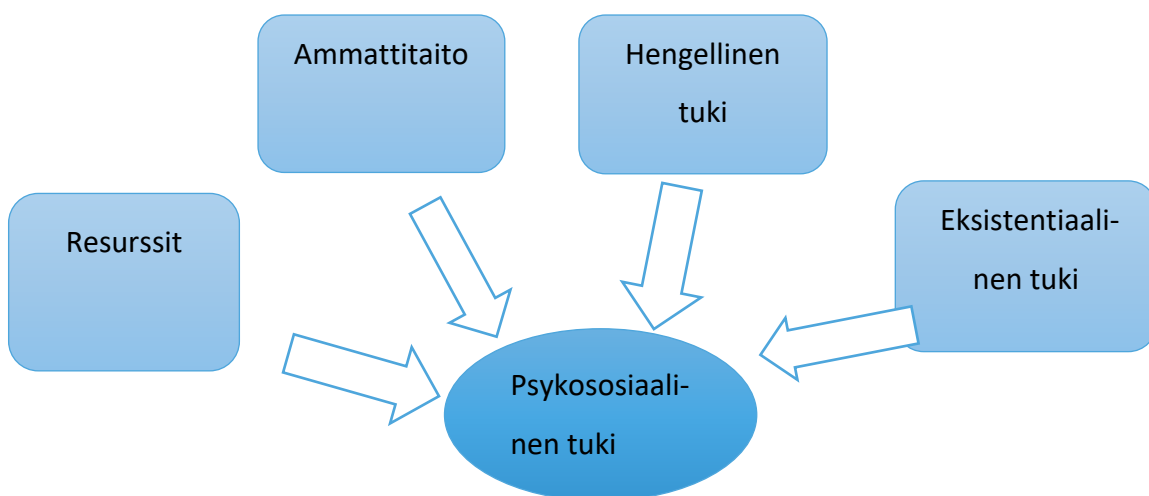 Ammattitaito
Hengellinen
tuki
Resurssit
Eksistentiaali-
nen tuki
Psykososiaali-
nen tuki